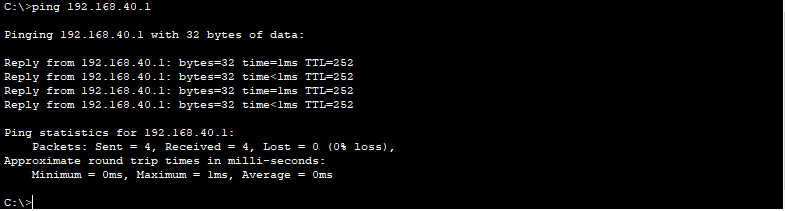 C:\>ping 192.168.40.1
Pinging 192.168.40.1 with 32 bytes of data:
Reply from 192.168.40.1: bytes=32 time=1ms TTL=252
Reply from 192.168.40.1: bytes=32 time<1ms TTL=252
Reply from 192.168.40.1: bytes=32 time=1ms TTL=252
Reply from 192.168.40.1: bytes=32 time<1ms TTL=252
Ping statistics for 192.168.40.1:
    Packets: Sent = 4, Received = 4, Lost = 0 (0% loss),
Approximate round trip times in milli-seconds:
    Minimum = 0ms, Maximum = 1ms, Average = 0ms
C:\>